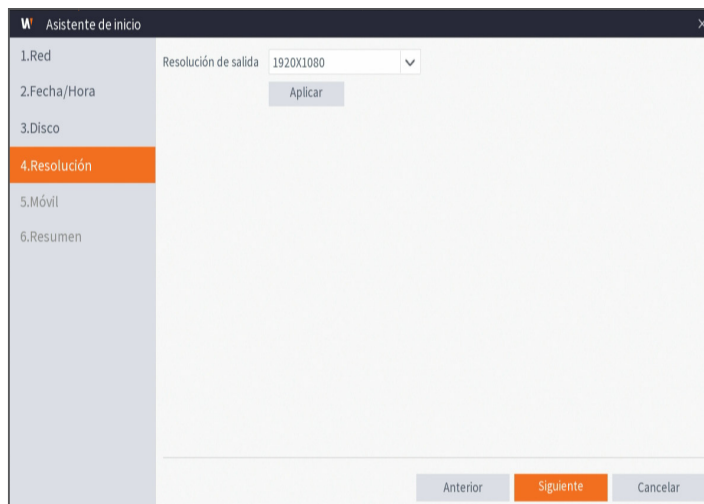 Asistente de inicio
1.Red
2.Fecha/Hora
3.Disco
4.Resolución
5.Móvil
6.Resumen
Resolución de salida 1920X1080
Aplicar
Anterior Siguiente Cancelar